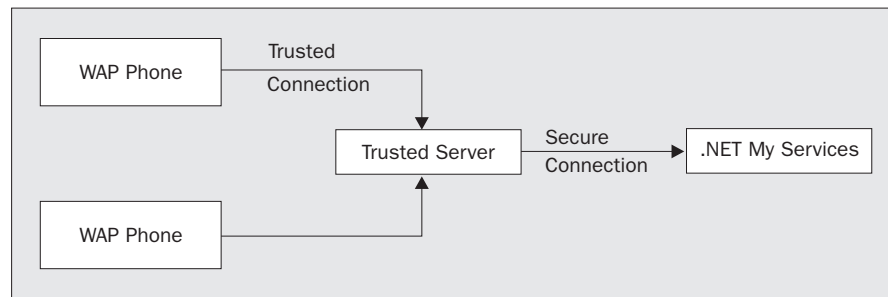 WAP Phone
Trusted
Connection
Trusted Server
Secure
Connection
.NET My Services
WAP Phone